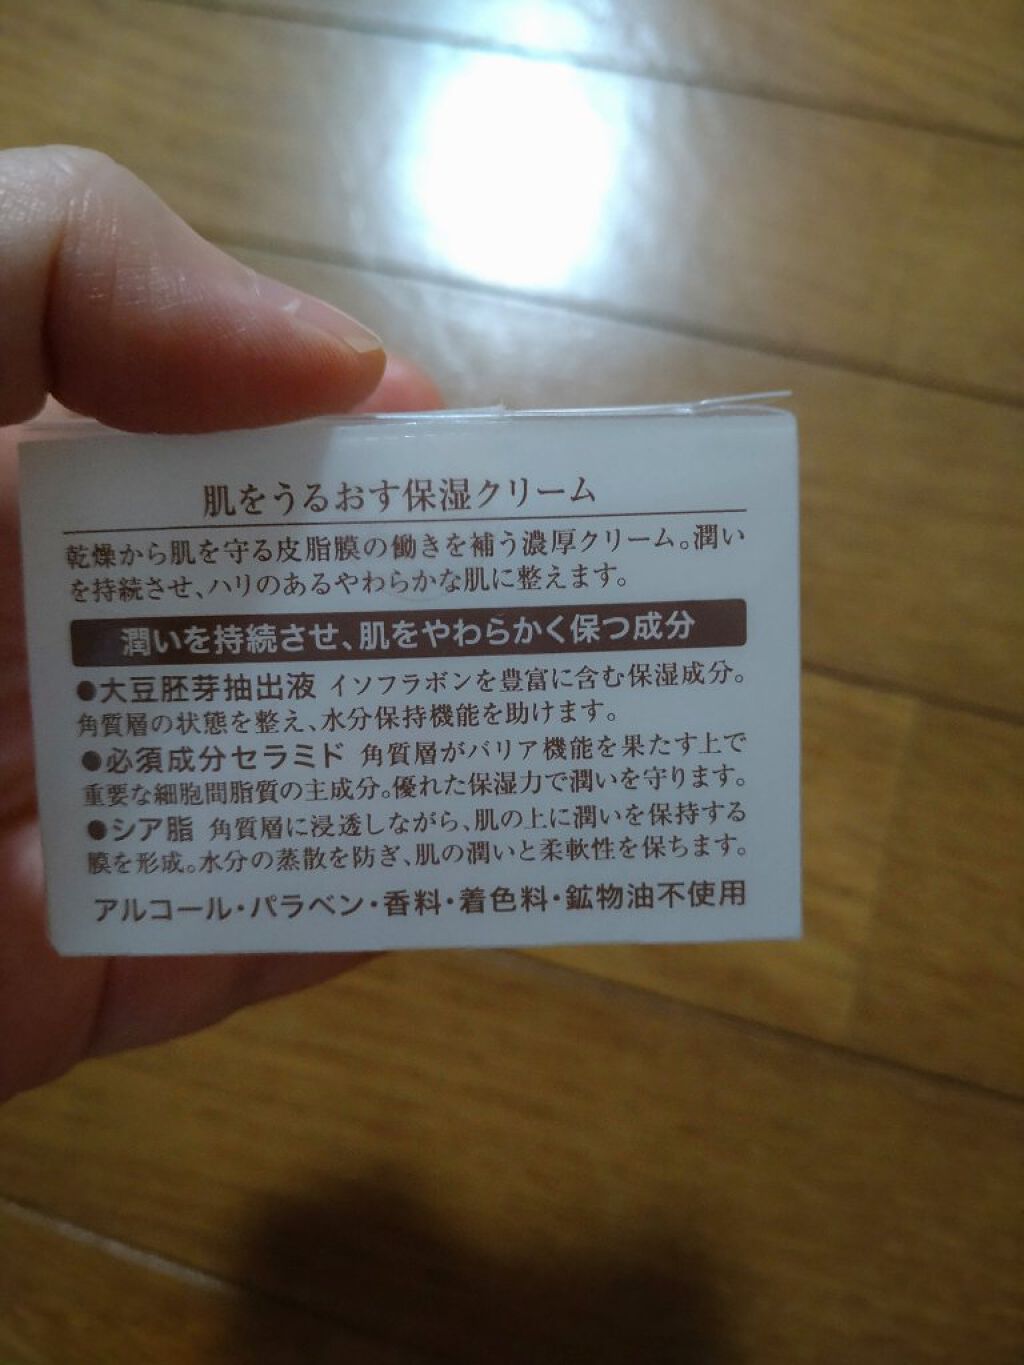 肌をうるおす保湿クリーム
乾燥から肌を守る皮脂膜の働きを補う濃厚クリーム。潤い
を持続させ、ハリのあるやわらかな肌に整えます。
潤いを持続させ、肌をやわらかく保つ成分
●大豆胚芽抽出液 イソフラボンを豊富に含む保湿成分。
角質層の状態を整え、水分保持機能を助けます。
●必須成分セラミド 角質層がバリア機能を果たす上で
重要な細胞間脂質の主成分。優れた保湿力で潤いを守ります。
●シア脂 角質層に浸透しながら、肌の上に潤いを保持する
膜を形成。水分の蒸散を防ぎ、肌の潤いと柔軟性を保ちます。
アルコール・パラベン・香料・着色料・鉱物油不使用